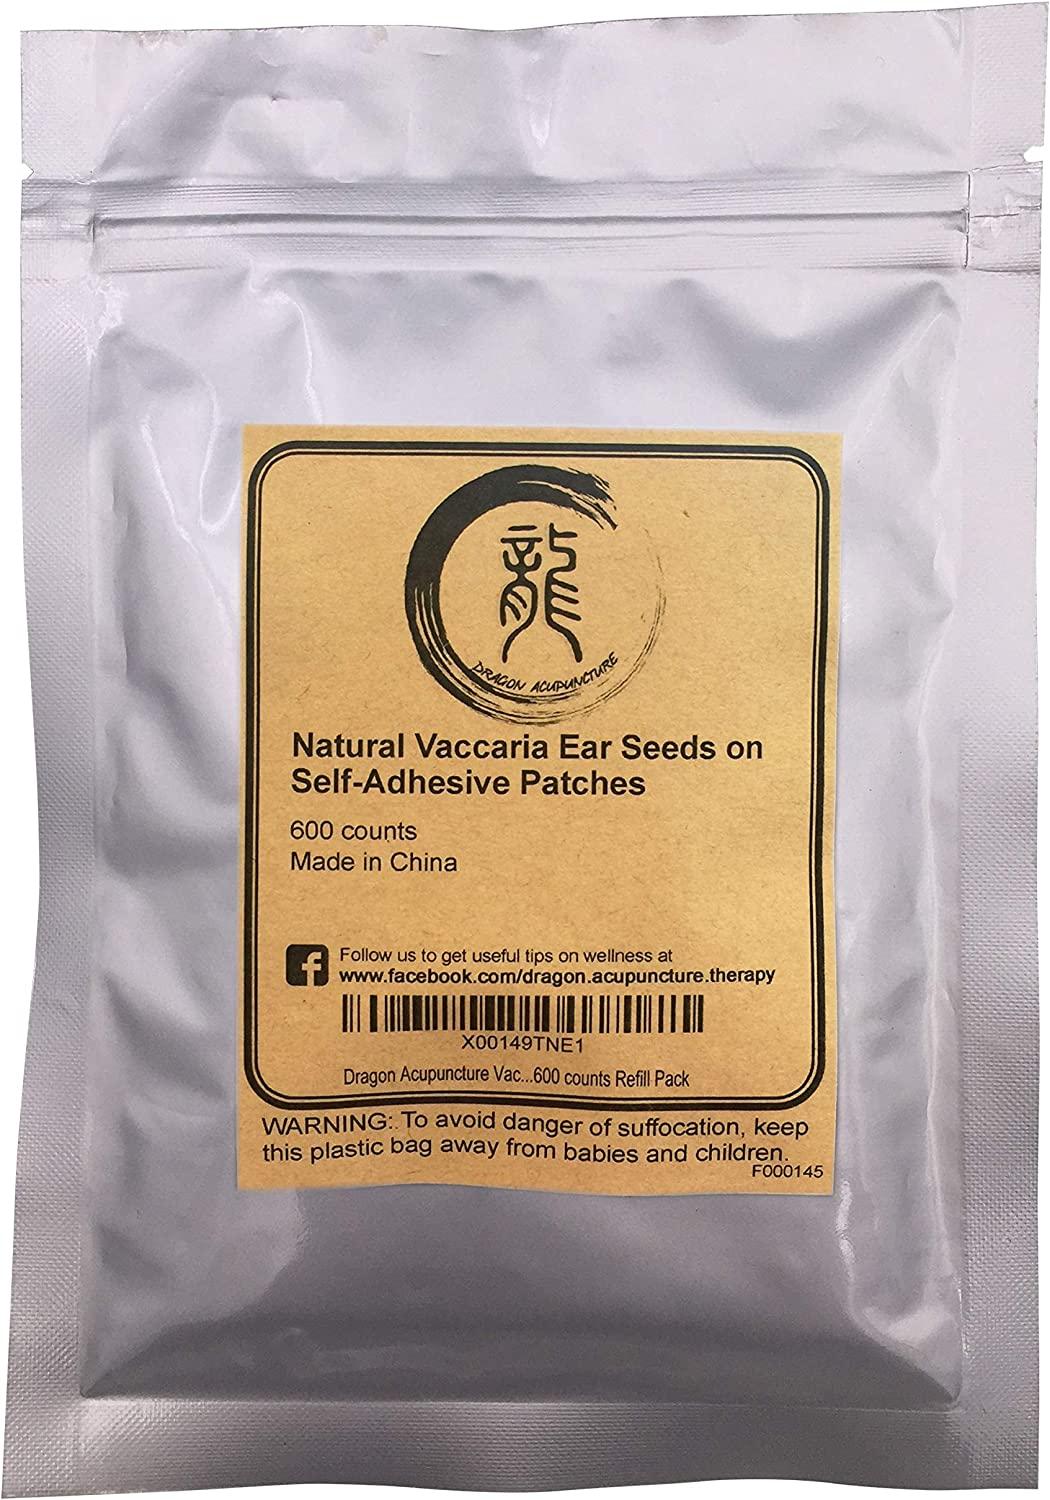 龍
DRAGON ACUPUNCTURE
Natural Vaccaria Ear Seeds on
Self-Adhesive Patches
600 counts
Made in China
f
Follow us to get useful tips on wellness at
www.facebook.com/dragon.acupuncture.therapy
X00149TNE1
Dragon Acupuncture Vac...600 counts Refill Pack
WARNING: To avoid danger of suffocation, keep
this plastic bag away from babies and children.
F000145